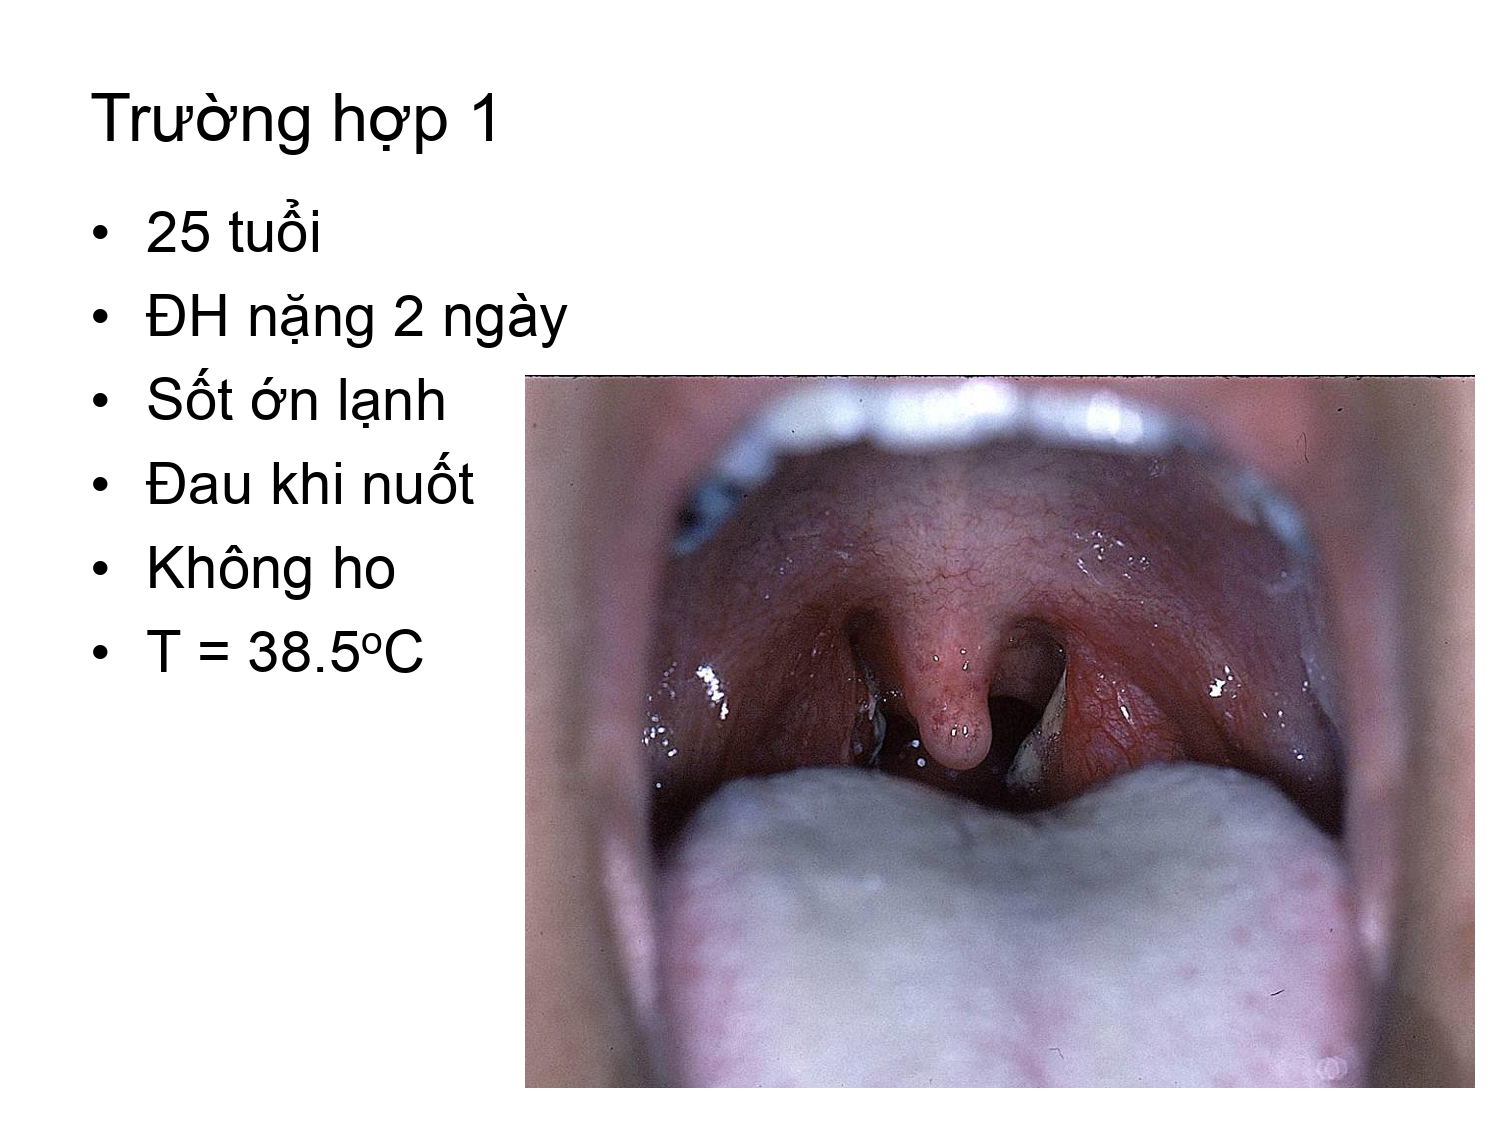 Trường hợp 1
• 25 tuổi
• ĐH nặng 2 ngày
• Sốt ớn lạnh
• Đau khi nuốt
• Không ho
• T = 38.5ºC